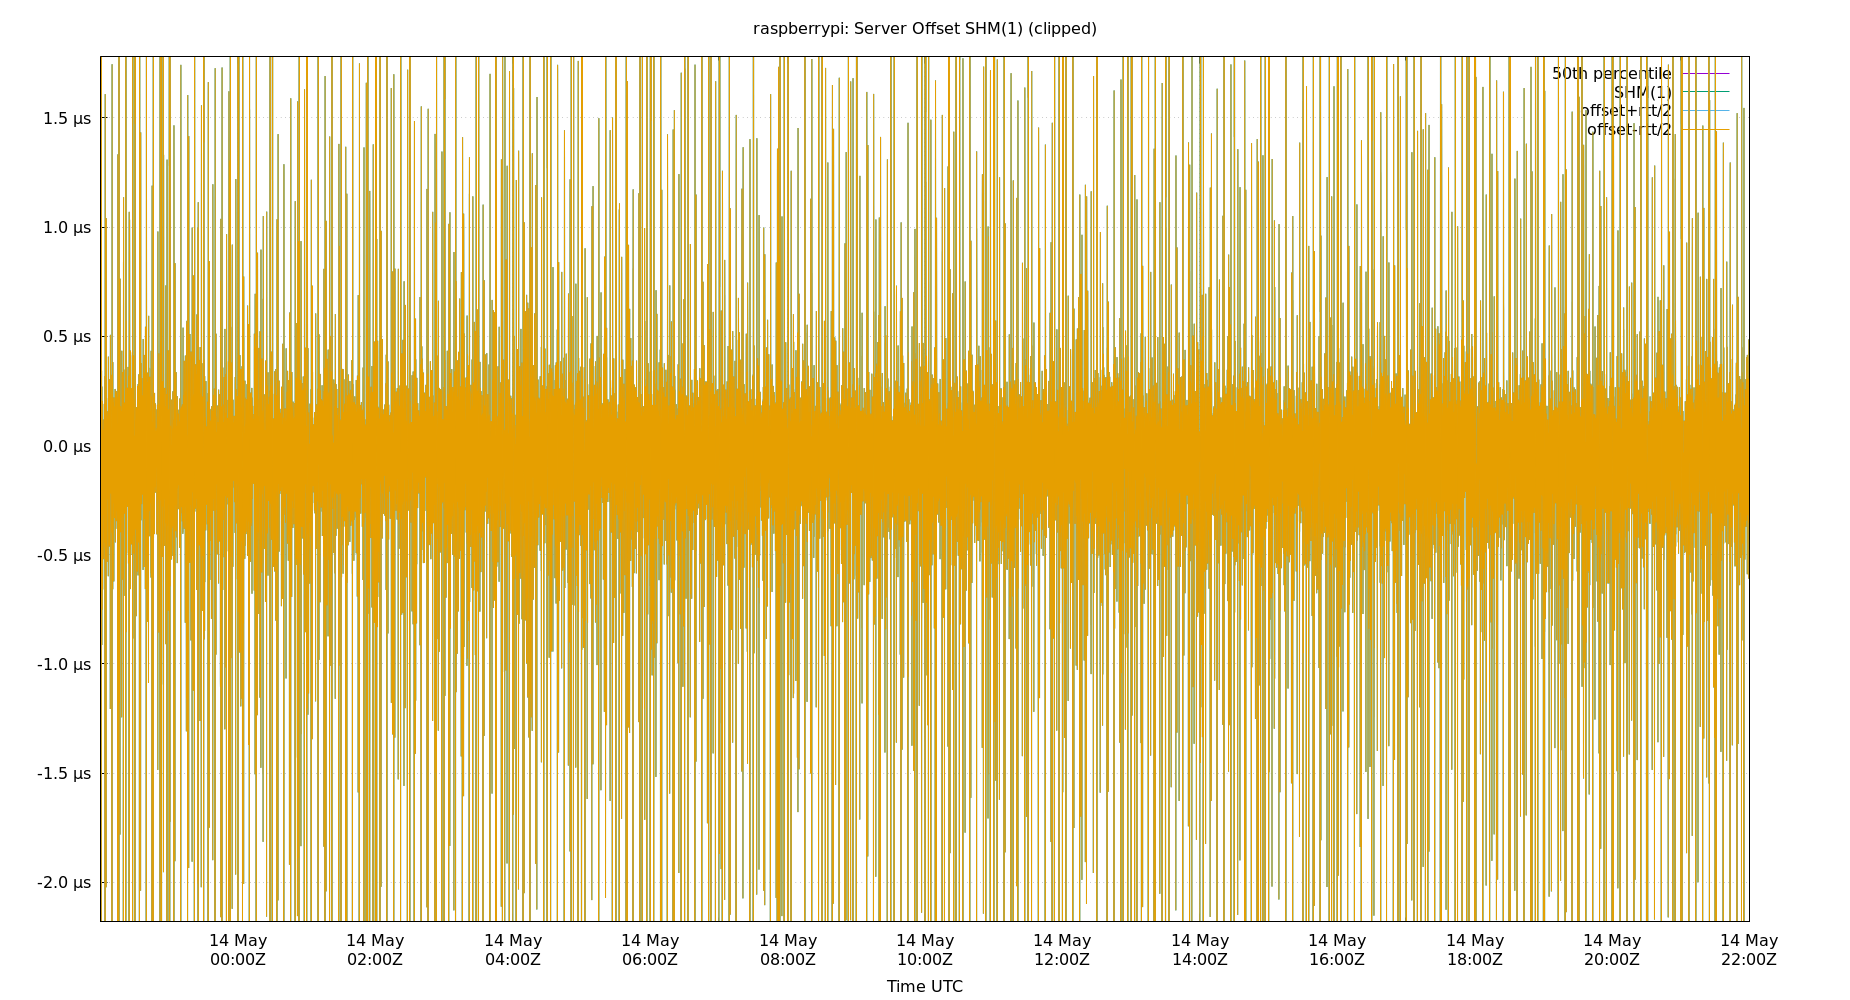 raspberrypi: Server Offset SHM(1) (clipped)
50th percentile
SHM(1)
offset+rtt/2
offset-rtt/2
1.5 µs
1.0 µs
0.5 µs
0.0 µs
-0.5 µs
-1.0 µs
-1.5 µs
-2.0 µs
14 May 14 May 14 May 14 May 14 May 14 May 14 May 14 May 14 May 14 May 14 May 14 May
00:00Z 02:00Z 04:00Z 06:00Z 08:00Z 10:00Z 12:00Z 14:00Z 16:00Z 18:00Z 20:00Z 22:00Z
Time UTC